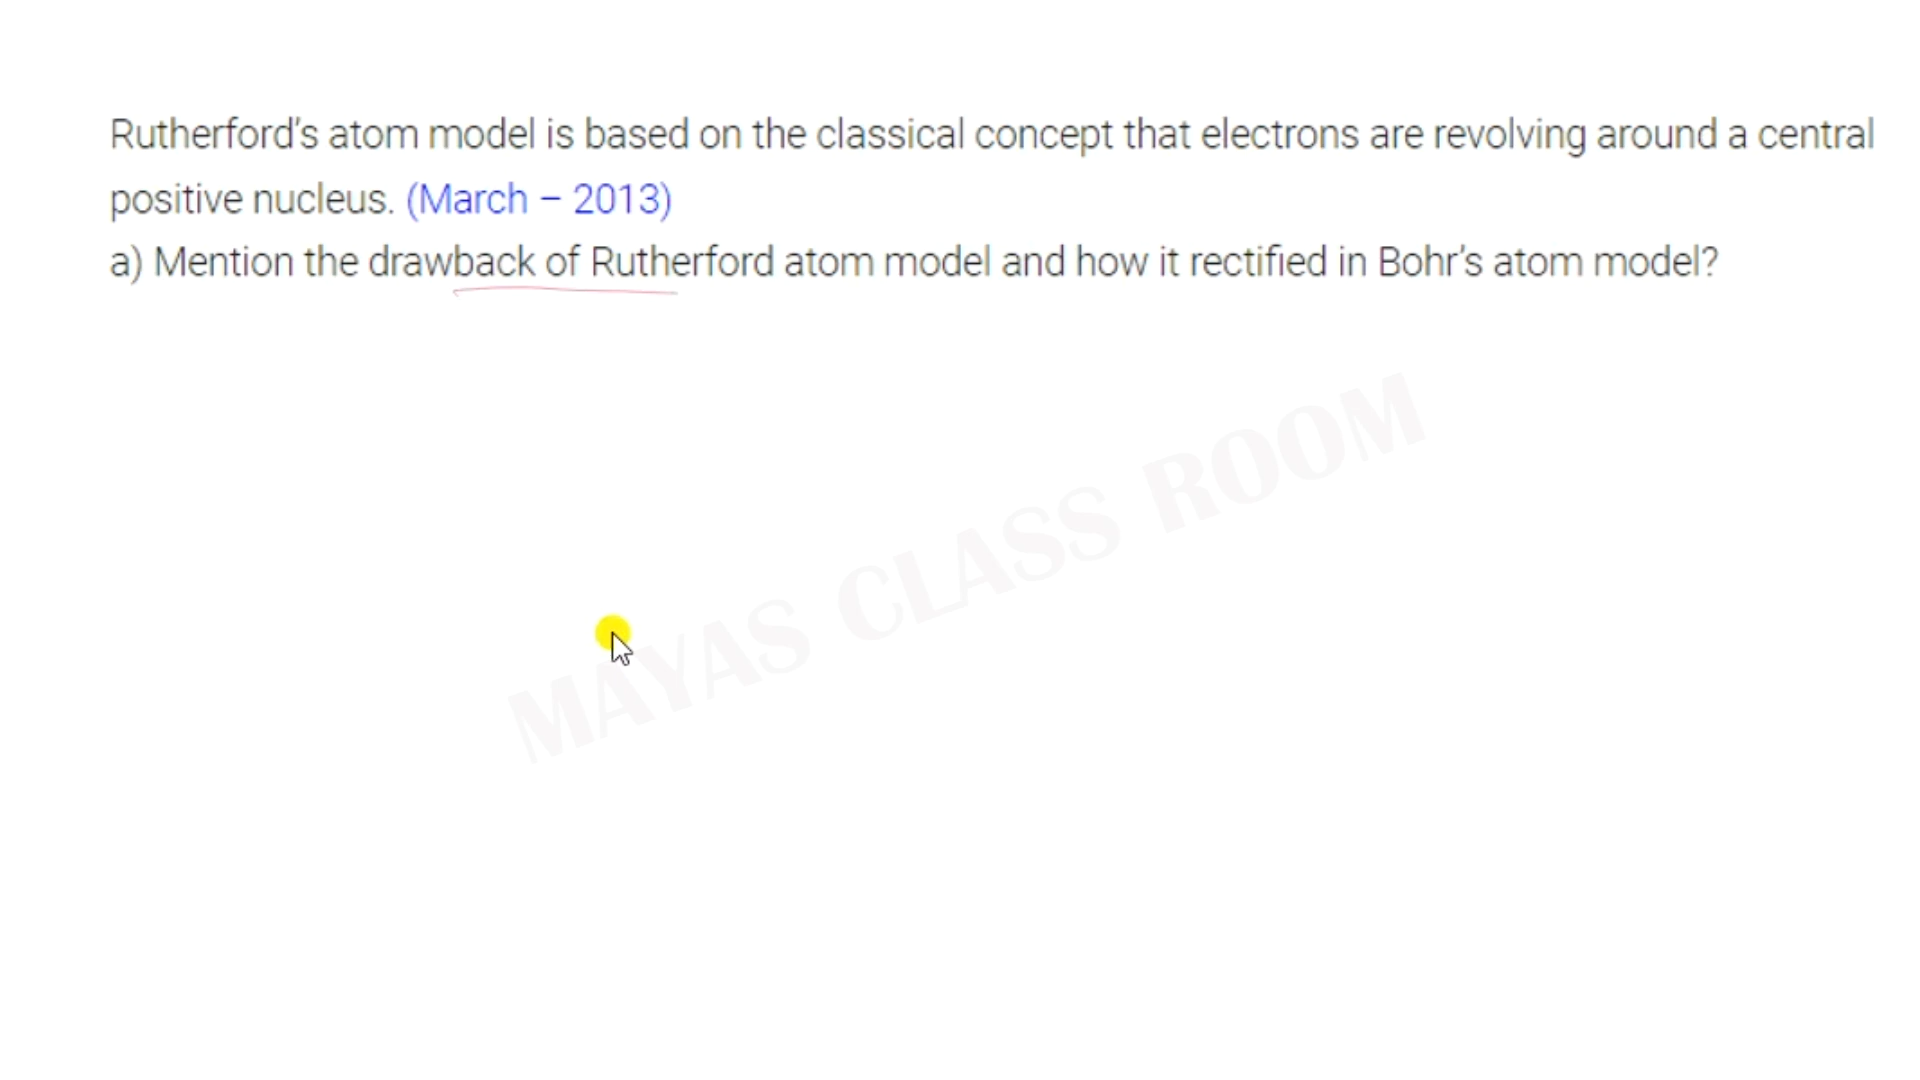 Rutherford's atom model is based on the classical concept that electrons are revolving around a central
positive nucleus. (March – 2013)
a) Mention the drawback of Rutherford atom model and how it rectified in Bohr's atom model?
MAYAS CLASS ROOM